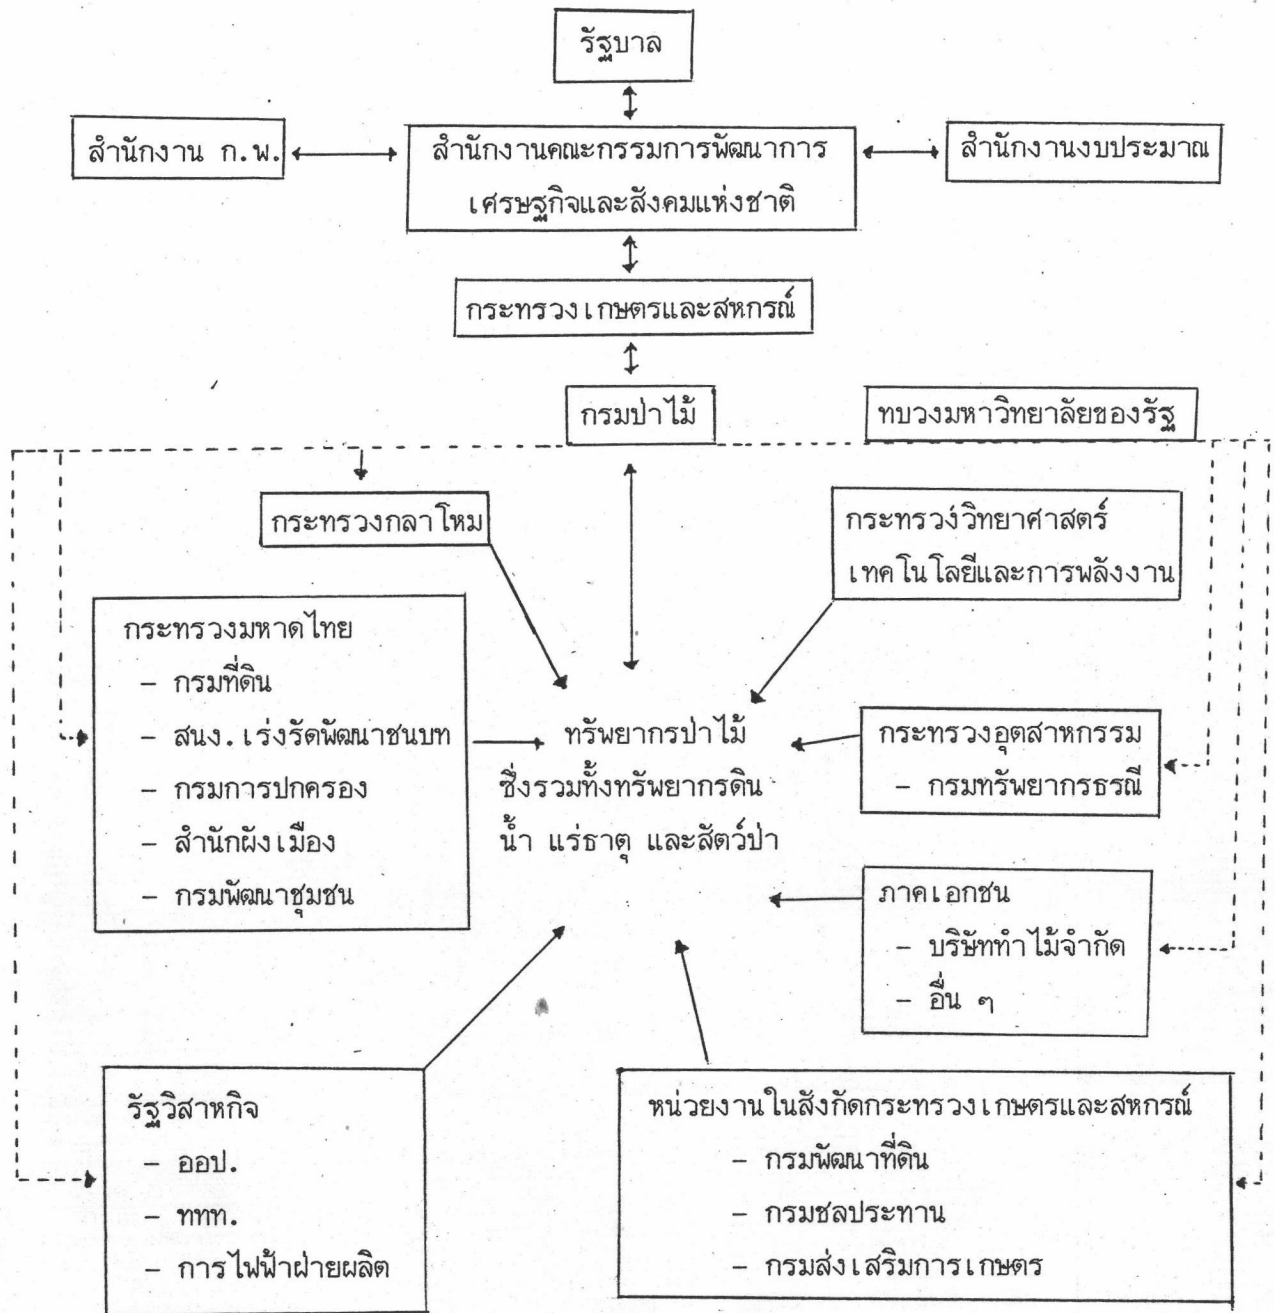 รัฐบาล
สำนักงาน ก.พ.
สำนักงานคณะกรรมการพัฒนาการ
เศรษฐกิจและสังคมแห่งชาติ
สำนักงานงบประมาณ
กระทรวงเกษตรและสหกรณ์
กรมป่าไม้
ทบวงมหาวิทยาลัยของรัฐ
กระทรวงกลาโหม
กระทรวงวิทยาศาสตร์
เทคโนโลยีและการพลังงาน
กระทรวงมหาดไทย
- กรมที่ดิน
- สนง.เร่งรัดพัฒนาชนบท
- กรมการปกครอง
- สำนักผังเมือง
- กรมพัฒนาชุมชน
ทรัพยากรป่าไม้
ซึ่งรวมทั้งทรัพยากรดิน
น้ำ แร่ธาตุ และสัตว์ป่า
กระทรวงอุตสาหกรรม
- กรมทรัพยากรธรณี
ภาคเอกชน
- บริษัททำไม้จำกัด
- อื่น ๆ
รัฐวิสาหกิจ
- ออป.
- ททท.
- การไฟฟ้าฝ่ายผลิต
หน่วยงานในสังกัดกระทรวงเกษตรและสหกรณ์
- กรมพัฒนาที่ดิน
- กรมชลประทาน
- กรมส่งเสริมการเกษตร